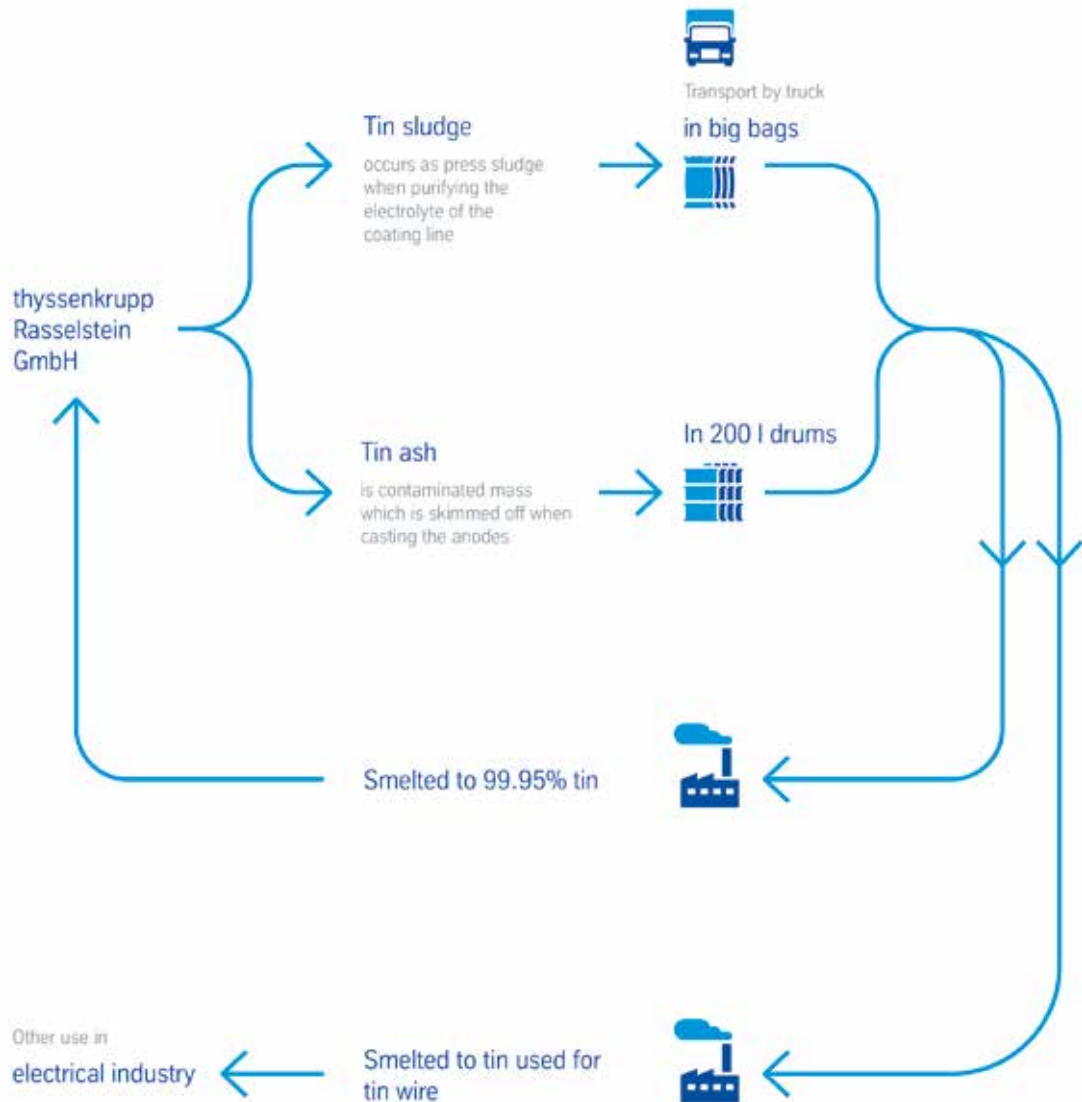 Transport by truck
in big bags
Tin sludge
occurs as press sludge
when purifying the
electrolyte of the
coating line
thyssenkrupp
Rasselstein
GmbH
In 200 l drums
Tin ash
is contaminated mass
which is skimmed off when
casting the anodes
Smelted to 99.95% tin
Other use in
electrical industry
Smelted to tin used for
tin wire